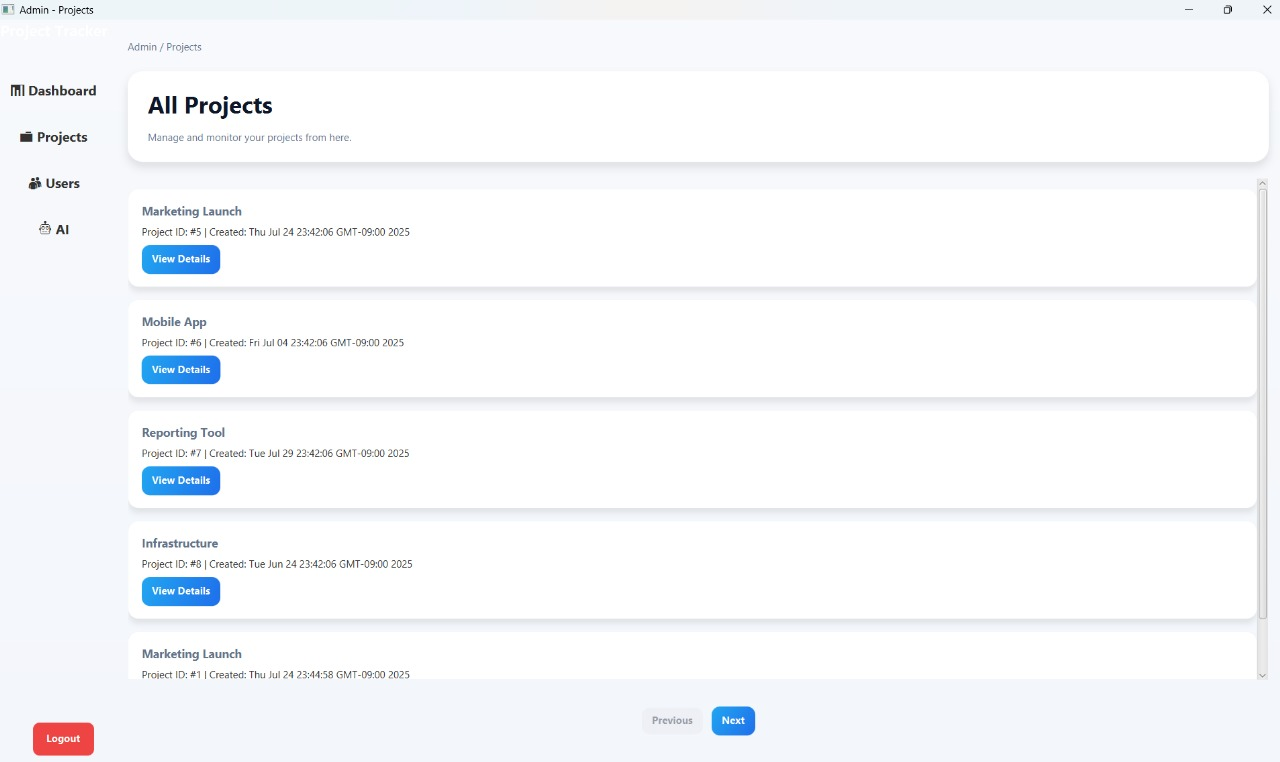 Admin - Projects
Project Tracker
Admin / Projects
Dashboard
Projects
Users
AI
All Projects
Manage and monitor your projects from here.
Marketing Launch
Project ID: #5 | Created: Thu Jul 24 23:42:06 GMT-09:00 2025
View Details
Mobile App
Project ID: #6 | Created: Fri Jul 04 23:42:06 GMT-09:00 2025
View Details
Reporting Tool
Project ID: #7 | Created: Tue Jul 29 23:42:06 GMT-09:00 2025
View Details
Infrastructure
Project ID: #8 | Created: Tue Jun 24 23:42:06 GMT-09:00 2025
View Details
Marketing Launch
Project ID: #1 | Created: Thu Jul 24 23:44:58 GMT-09:00 2025
Previous Next
Logout